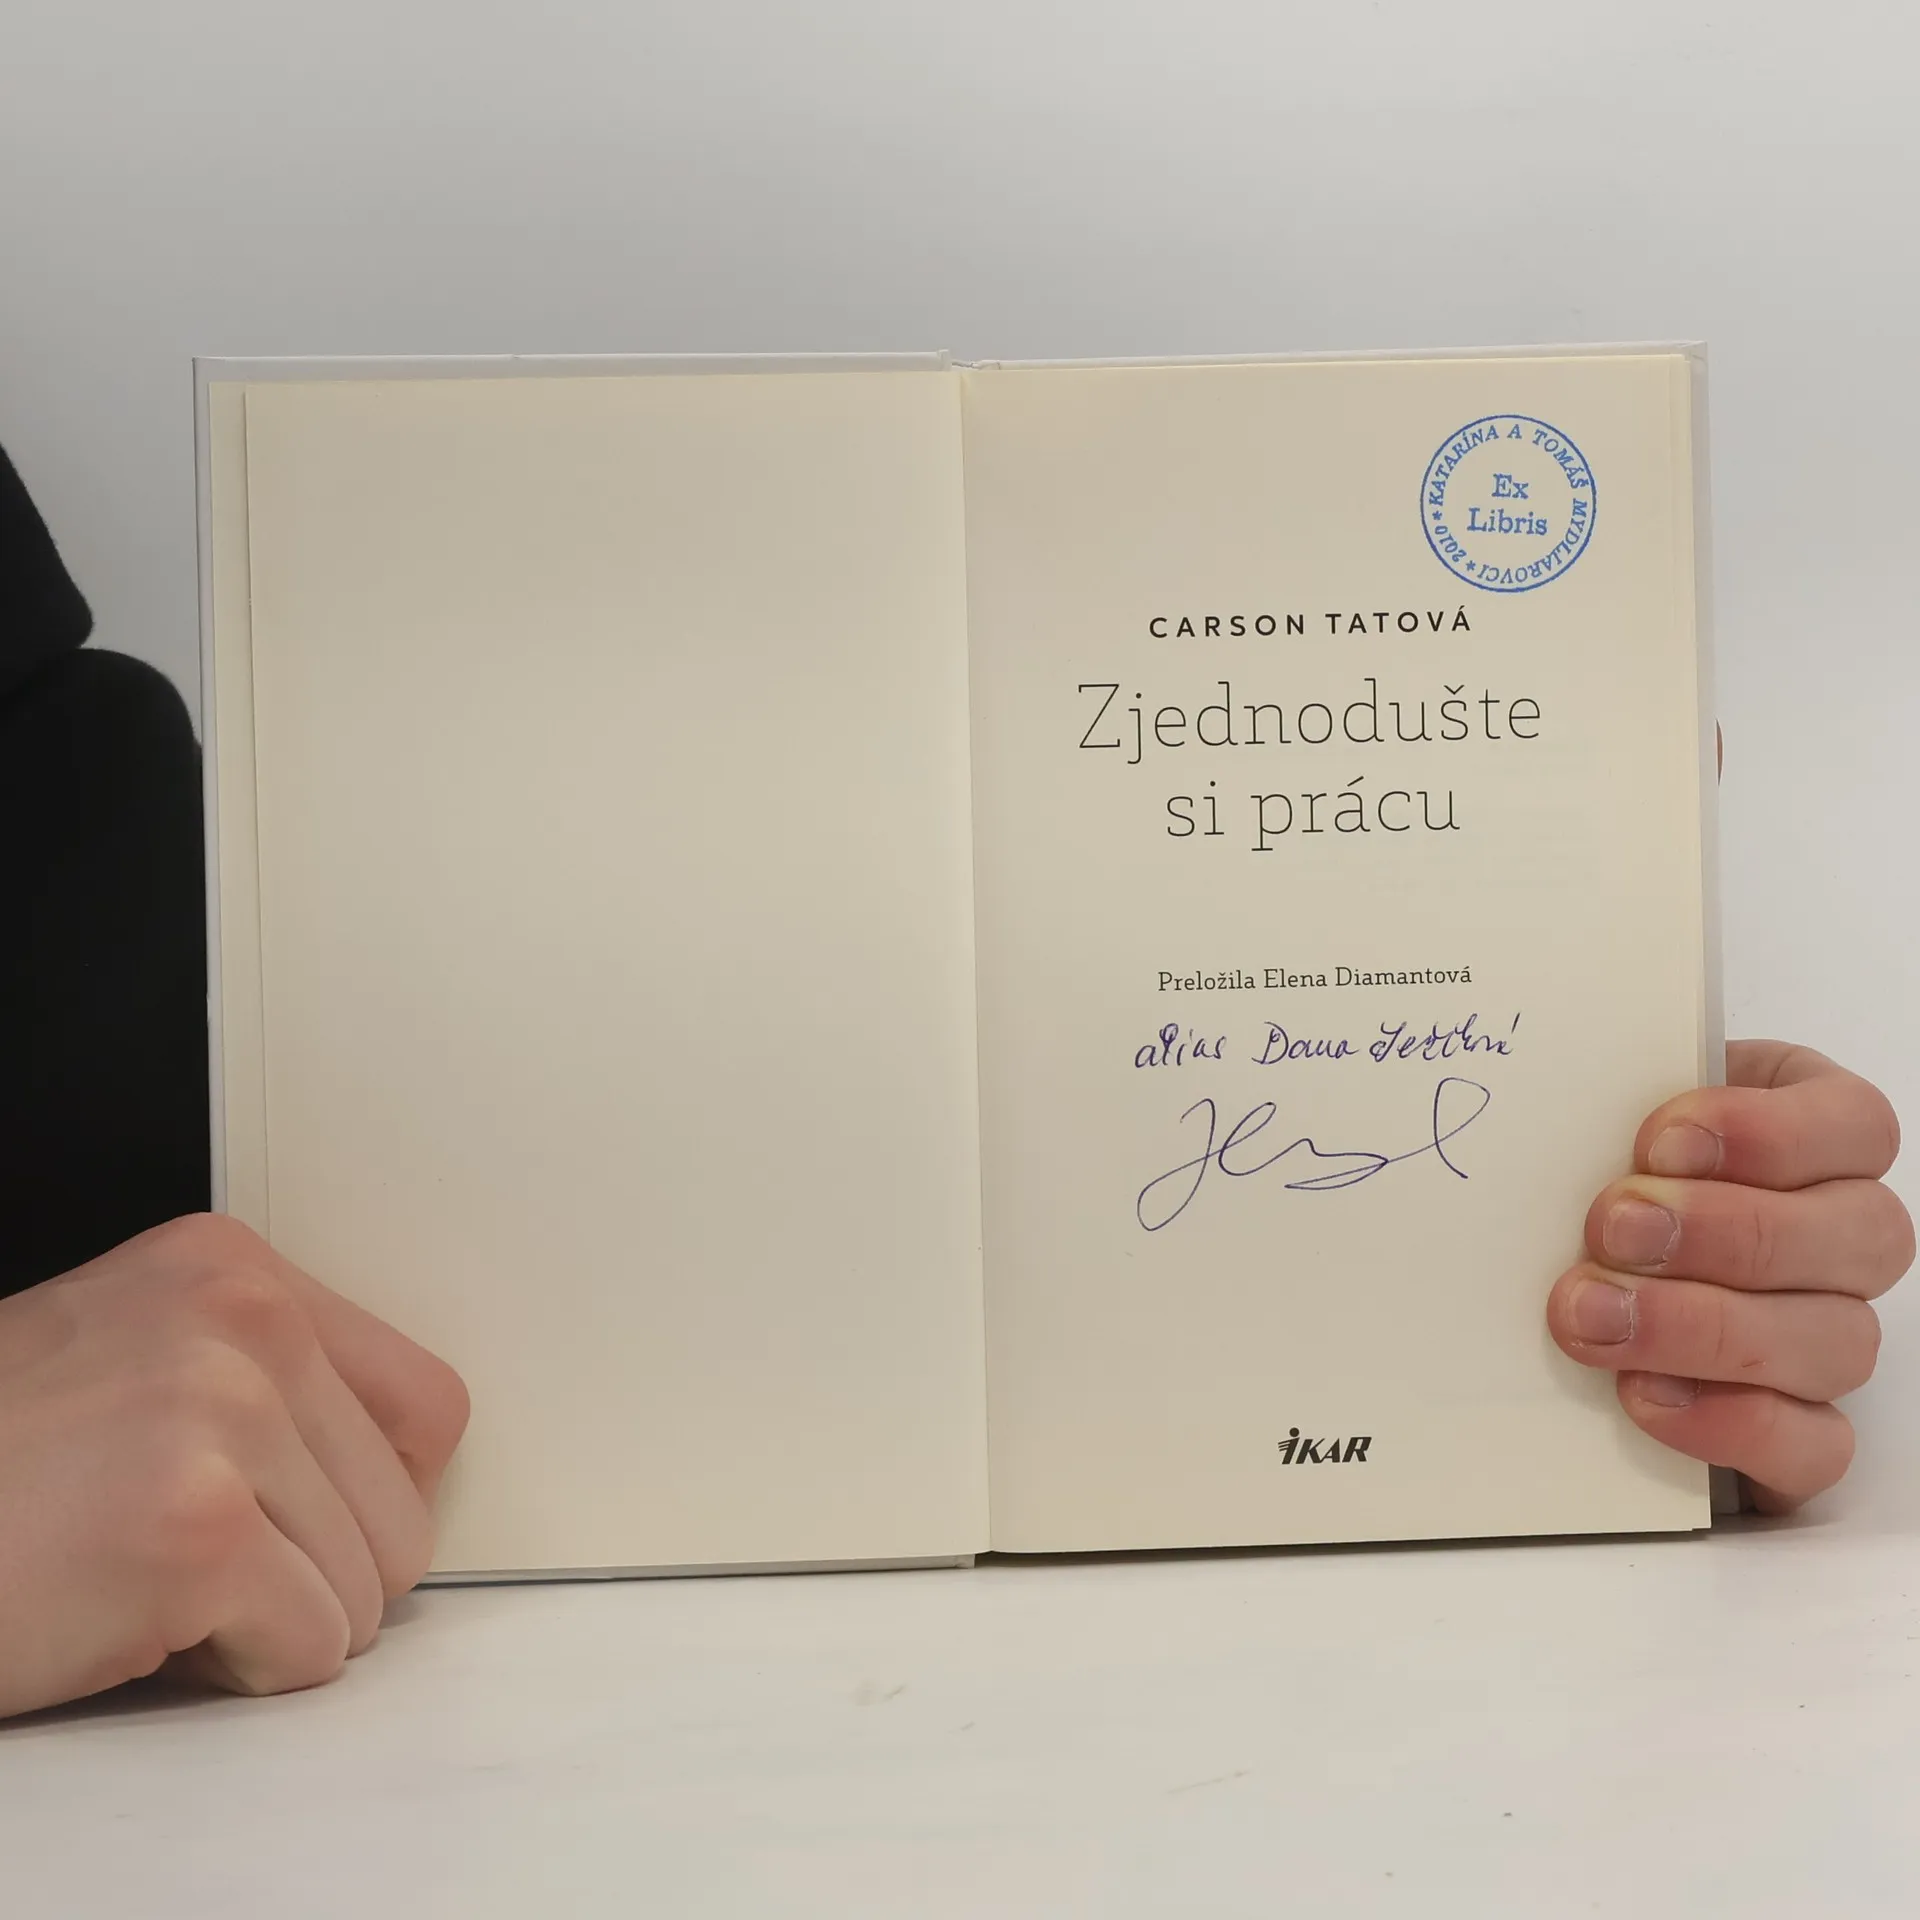 KATARÍNA A TOMÁŠ MYDLIAROVCI * 2010 *
Ex
Libris
CARSON TATOVÁ
Zjednodušte
si prácu
Preložila Elena Diamantová
alias Dana
IKAR